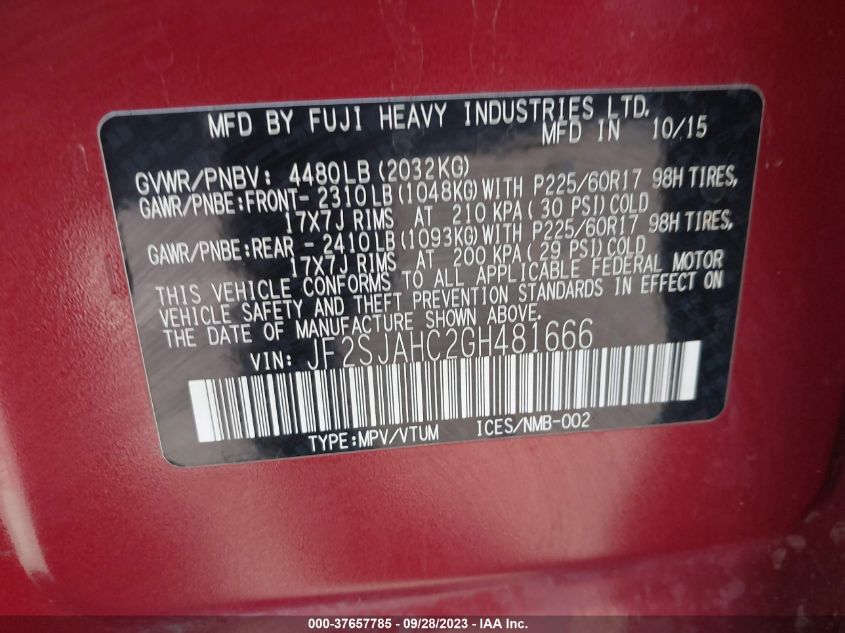 MFD BY FUJI HEAVY INDUSTRIES LTD.
MFD IN 10/15
GVWR/PNBV: 4480LB (2032KG)
GAWR/PNBE:FRONT- 2310LB(1048KG)WITH P225/60R17 98H TIRES,
17X7J RIMS AT 210 KPA(30 PSI)COLD
GAWR/PNBE:REAR - 2410LB(1093KG)WITH P225/60R17 98H TIRES,
17X7J RIMS AT 200 KPA(29 PSI)COLD
THIS VEHICLE CONFORMS TO ALL APPLICABLE FEDERAL MOTOR
VEHICLE SAFETY AND THEFT PREVENTION STANDARDS IN EFFECT ON
THE DATE OF MANUFACTURE SHOWN ABOVE.
VIN: JF2SJAHC2GH481666
TYPE:MPV/VTUM ICES/NMB-002
000-37657785 - 09/28/2023 - IAA Inc.